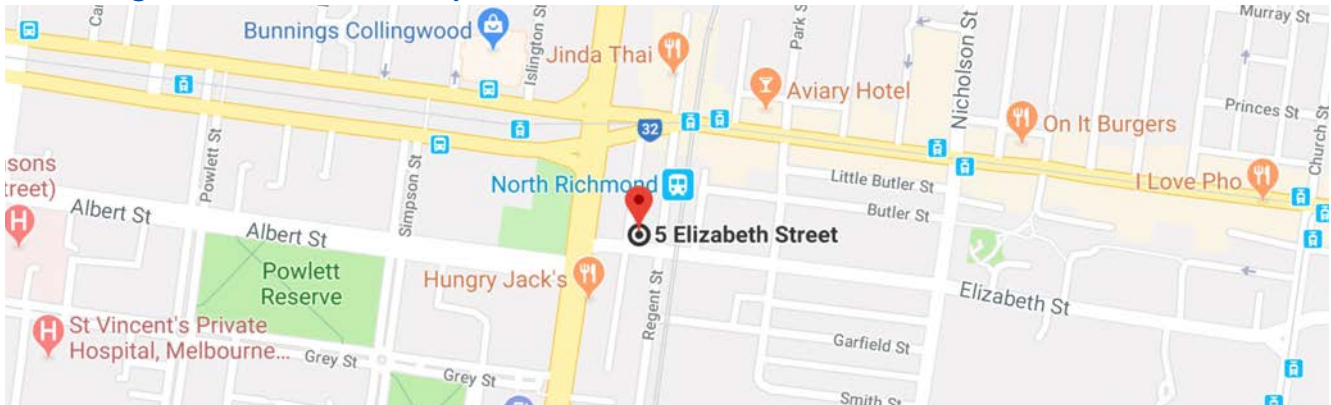 Murray St
Islington St
Bunnings Collingwood
Jinda Thai
Nicholson St
Aviary Hotel
Princes St
On It Burgers
32
Church St
Powlett St
Simpson St
sons
treet)
North Richmond
Little Butler St
I Love Pho
H
Albert St
Albert St
Butler St
5 Elizabeth Street
Powlett
Reserve
Hungry Jack's
Regent St
Elizabeth St
H
St Vincent's Private
Hospital, Melbourne...
Grey St
Grey St
Garfield St
Smith St